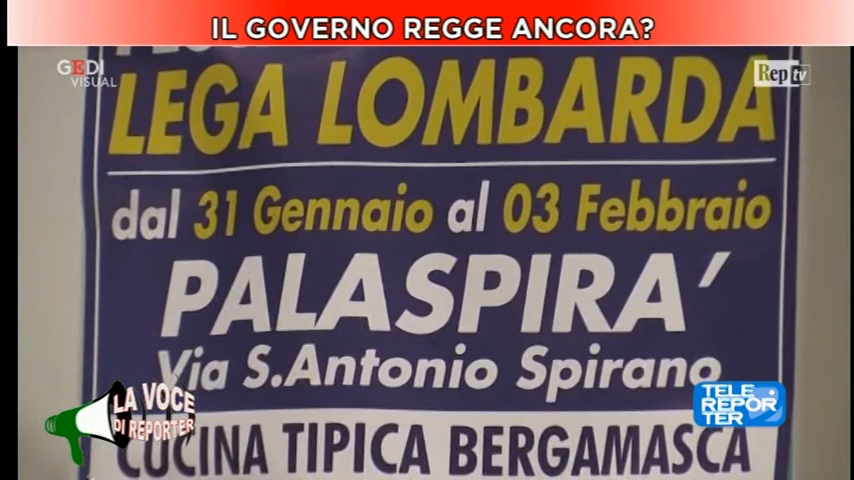 IL GOVERNO REGGE ANCORA?
GEDI
VISUAL
Rep tv
LEGA LOMBARDA
dal 31 Gennaio al 03 Febbraio
PALASPIRA'
Via S.Antonio Spirano
LA VOCE
DI REPORTER
TELE
REPOR
TER
CUCINA TIPICA BERGAMASCA